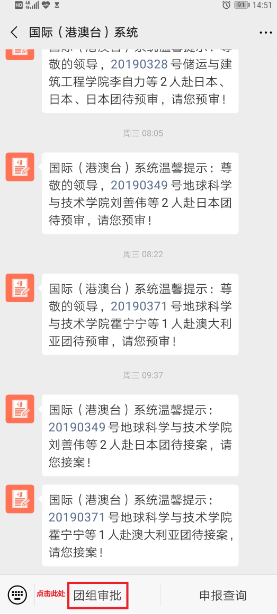 HD 4G 91 14:51
国际（港澳台）系统
国际（港澳台）系统温馨提示：尊
敬的领导，20190328号储运与
建筑工程学院李自力等2人赴日本、
日本、日本团待预审，请您预审！
周三 08:05
国际（港澳台）系统温馨提示：尊
敬的领导，20190349号地球科学
与技术学院刘善伟等2人赴日本团
待预审，请您预审！
周三 08:22
国际（港澳台）系统温馨提示：尊
敬的领导，20190371号地球科学
与技术学院霍宁宁等1人赴澳大利
亚团待预审，请您预审！
周三 09:37
国际（港澳台）系统温馨提示：
20190349号地球科学与技术学院
刘善伟等2人赴日本团待接案，请
您接案！
国际（港澳台）系统温馨提示：
20190371号地球科学与技术学院
霍宁宁等1人赴澳大利亚团待接案，
请您接案！
点击此处 团组审批 申报查询